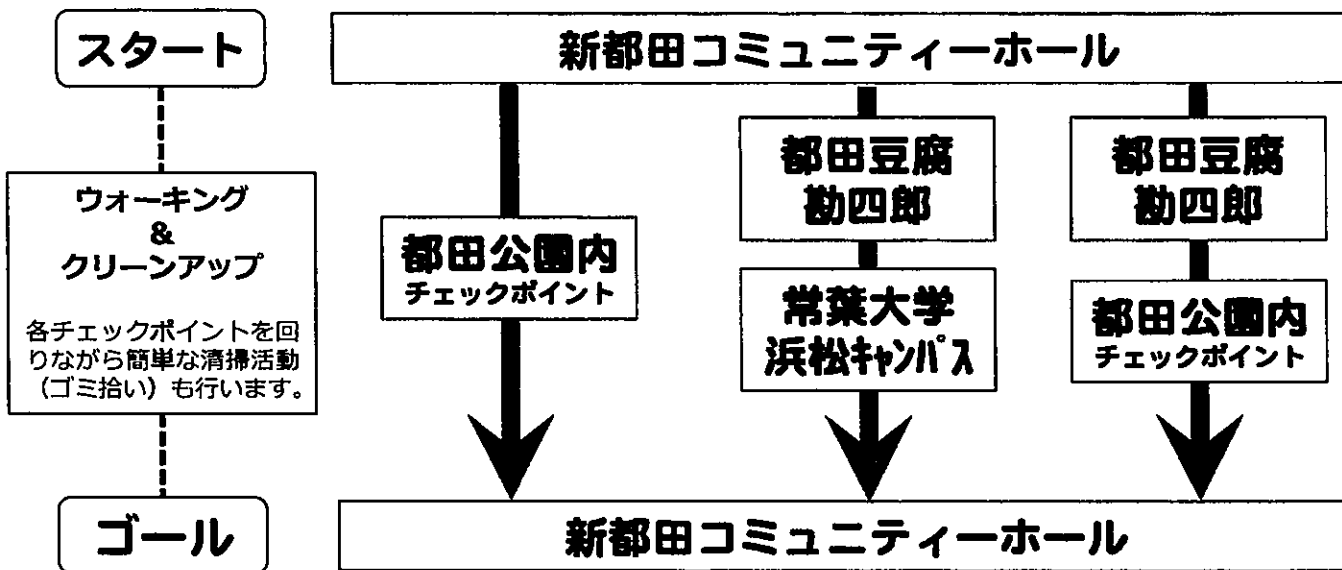 スタート
新都田コミュニティーホール
ウォーキング
&
クリーンアップ
各チェックポイントを回
りながら簡単な清掃活動
（ゴミ拾い）も行います。
都田公園内
チェックポイント
都田豆腐
勘四郎
常葉大学
浜松キャンパス
都田豆腐
勘四郎
都田公園内
チェックポイント
ゴール
新都田コミュニティーホール